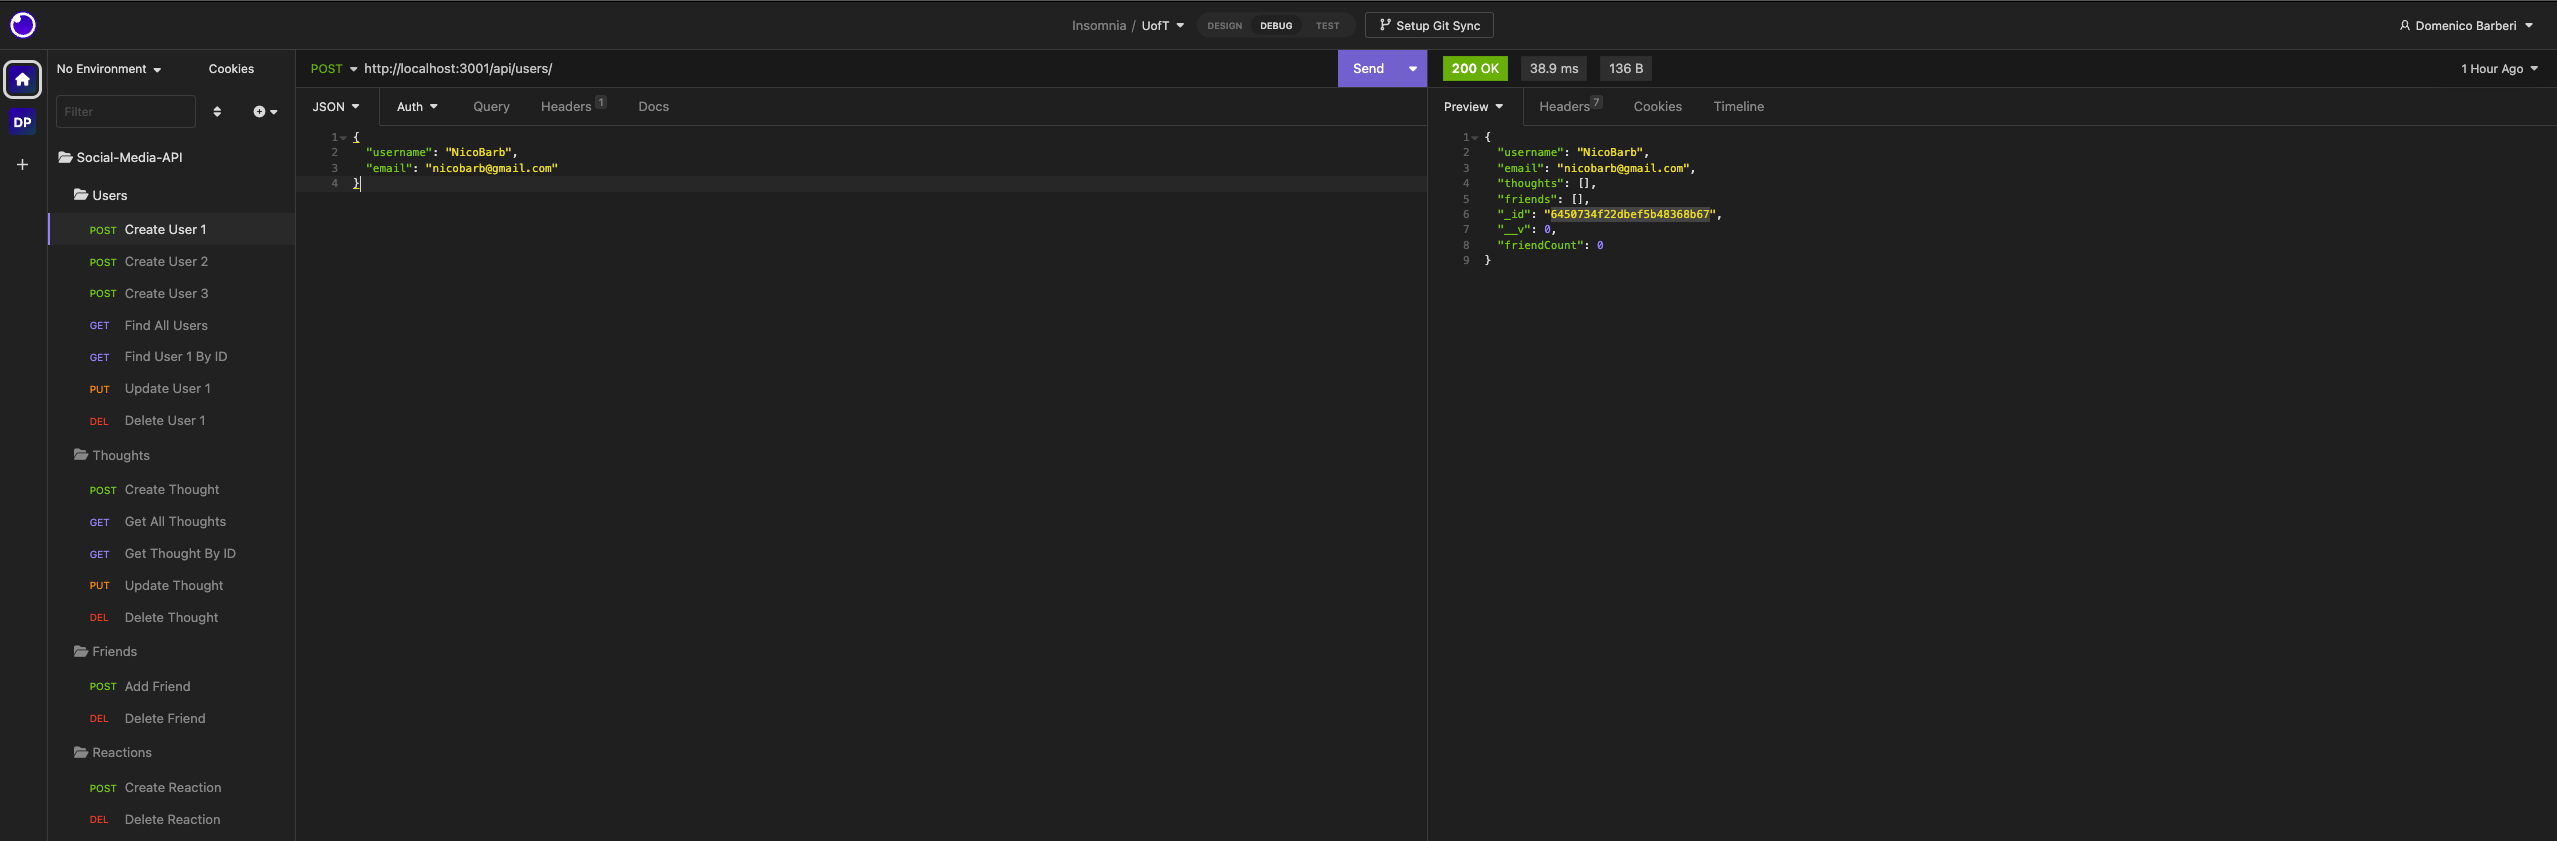 Insomnia / UofT
DESIGN DEBUG TEST
Setup Git Sync
Domenico Barberi
DP
No Environment
Cookies
Filter
Social-Media-API
Users
POST Create User 1
POST Create User 2
POST Create User 3
GET Find All Users
GET Find User 1 By ID
PUT Update User 1
DEL Delete User 1
Thoughts
POST Create Thought
GET Get All Thoughts
GET Get Thought By ID
PUT Update Thought
DEL Delete Thought
Friends
POST Add Friend
DEL Delete Friend
Reactions
POST Create Reaction
DEL Delete Reaction
POST http://localhost:3001/api/users/
Send
JSON Auth Query Headers 1 Docs
1 {
2 "username": "NicoBarb",
3 "email": "nicobarb@gmail.com"
4 }
200 OK 38.9 ms 136 B
1 Hour Ago
Preview Headers 7 Cookies Timeline
1 {
2 "username": "NicoBarb",
3 "email": "nicobarb@gmail.com",
4 "thoughts": [],
5 "friends": [],
6 "_id": "6450734f22dbef5b48368b67",
7 "__v": 0,
8 "friendCount": 0
9 }